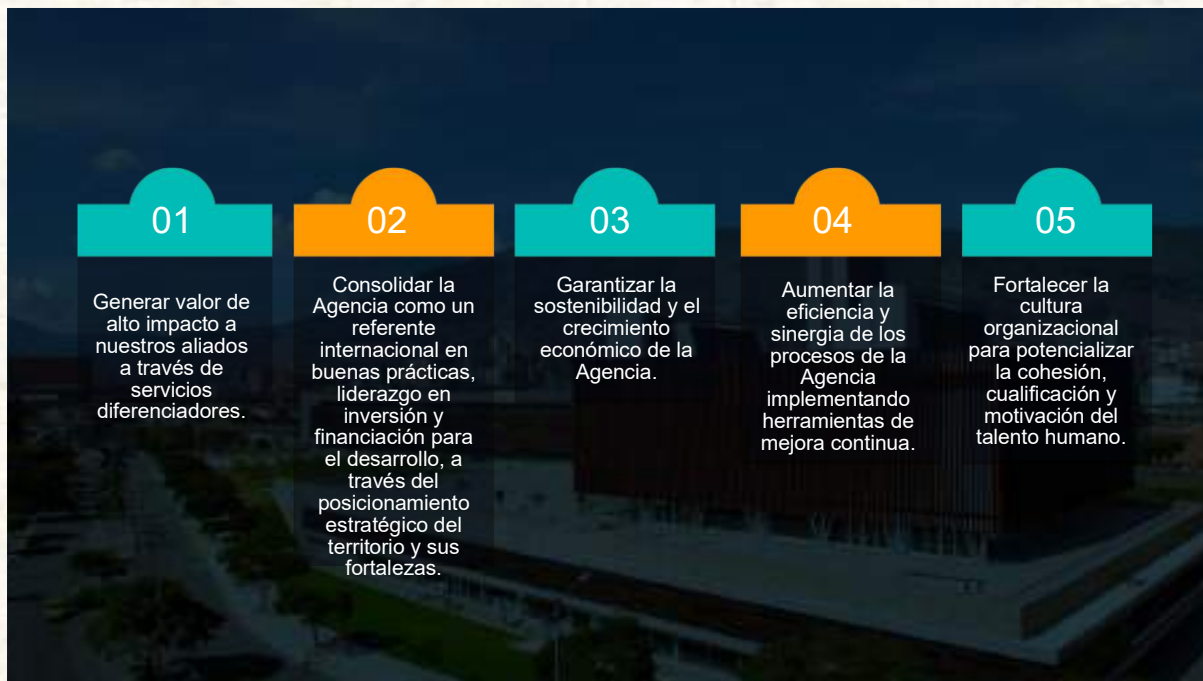 01
Generar valor de
alto impacto a
nuestros aliados
a través de
servicios
diferenciadores.
02
Consolidar la
Agencia como un
referente
internacional en
buenas prácticas,
liderazgo en
inversión y
financiación para
el desarrollo, a
través del
posicionamiento
estratégico del
territorio y sus
fortalezas.
03
Garantizar la
sostenibilidad y el
crecimiento
económico de la
Agencia.
04
Aumentar la
eficiencia y
sinergia de los
procesos de la
Agencia
implementando
herramientas de
mejora continua.
05
Fortalecer la
cultura
organizacional
para potencializar
la cohesión,
cualificación y
motivación del
talento humano.